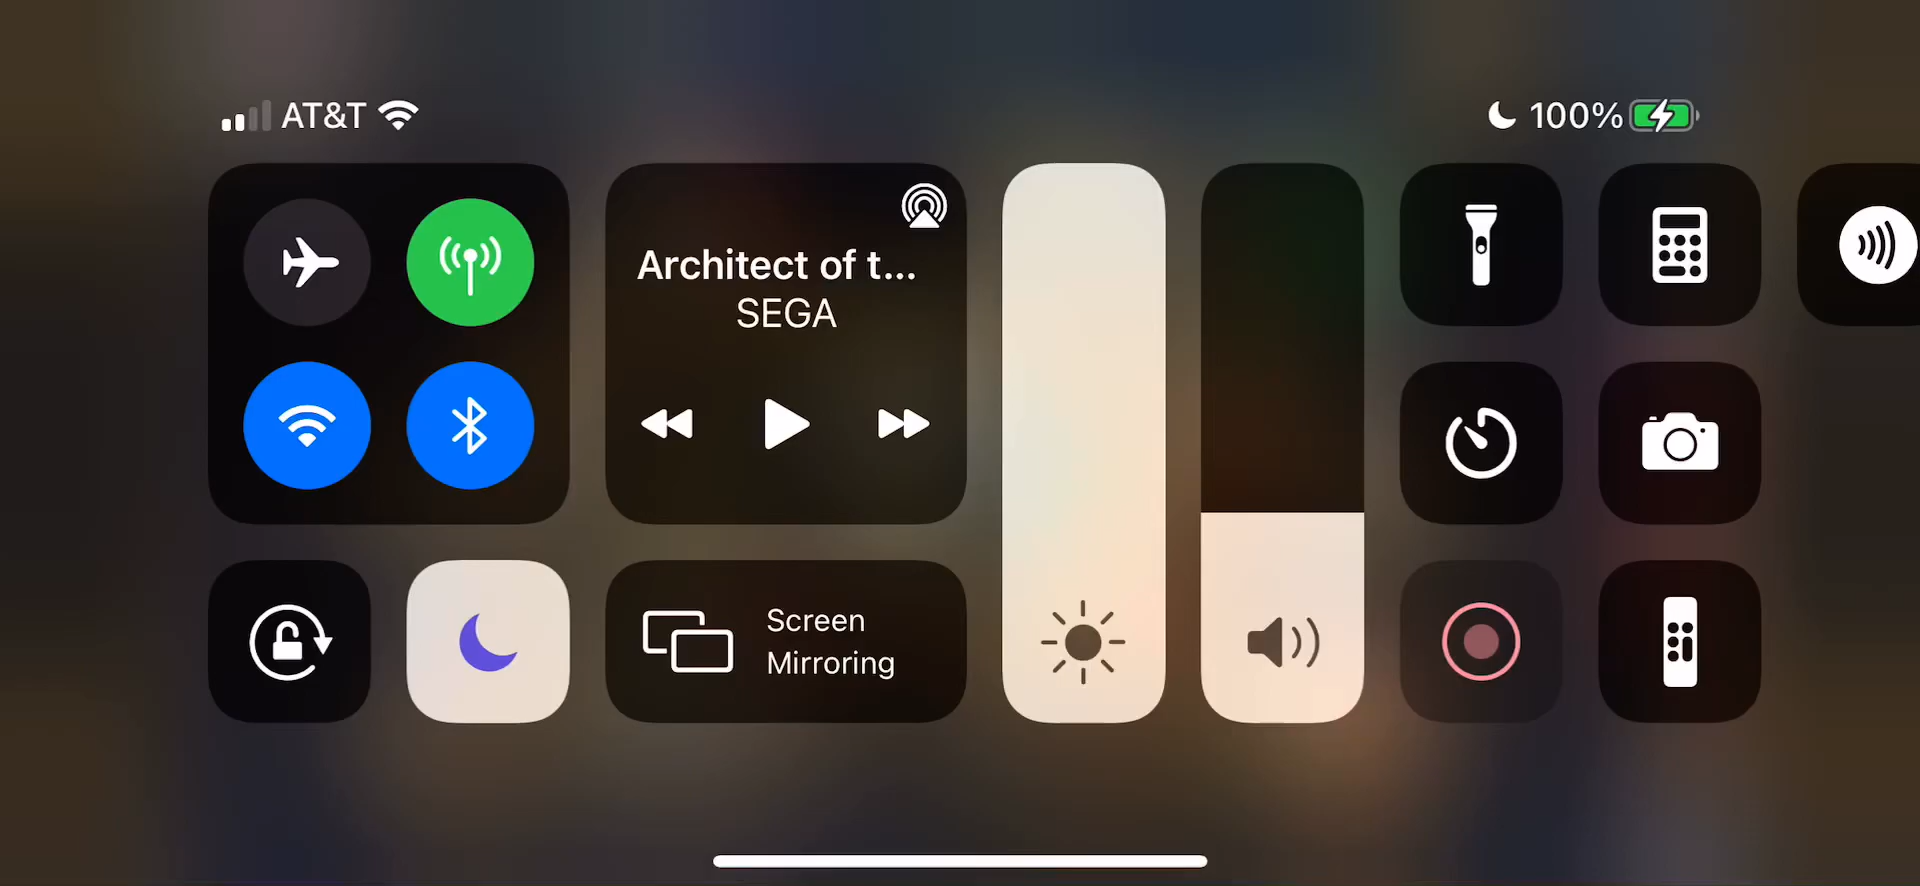 AT&T
100%
Architect of t...
SEGA
Screen
Mirroring